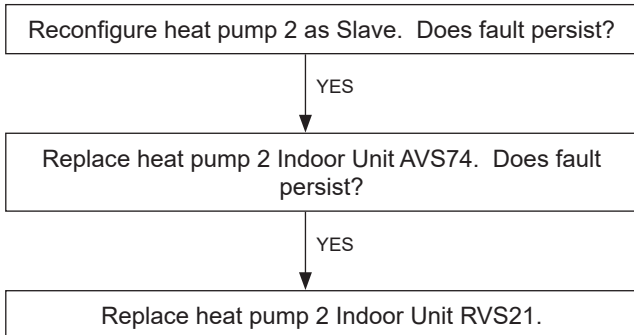 Reconfigure heat pump 2 as Slave.  Does fault persist?
YES
Replace heat pump 2 Indoor Unit AVS74.  Does fault
persist?
YES
Replace heat pump 2 Indoor Unit RVS21.